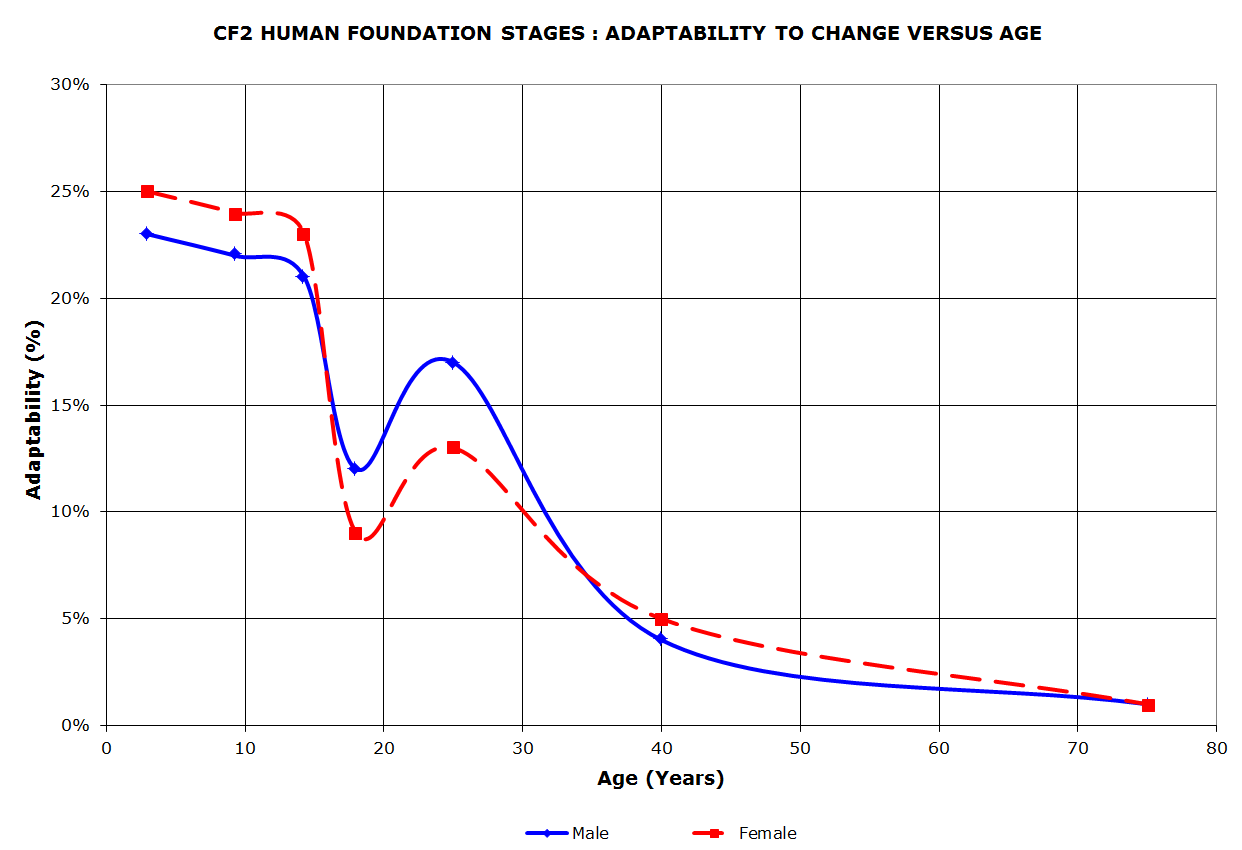 CF2 HUMAN FOUNDATION STAGES : ADAPTABILITY TO CHANGE VERSUS AGE
30%
25%
20%
15%
10%
5%
0%
Adaptability (%)
0 10 20 30 40 50 60 70 80
Age (Years)
Male Female